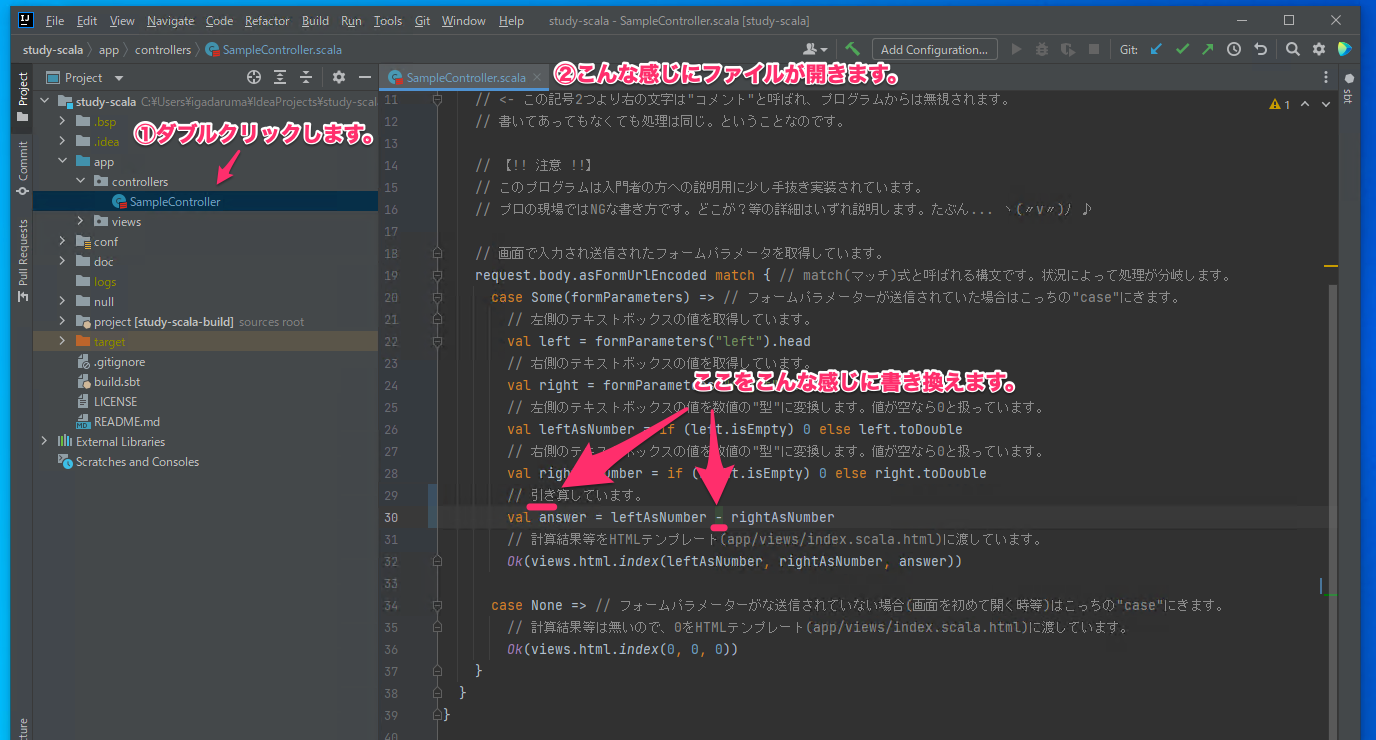 File Edit View Navigate Code Refactor Build Run Tools Git Window Help study-scala - SampleController.scala [study-scala]
study-scala app controllers SampleController.scala Add Configuration... Git:
Project
SampleController.scala
②こんな感じにファイルが開きます。
Project
Commit
Pull Requests
sbt
study-scala C:¥Users¥igadaruma¥IdeaProjects¥study-scal
.bsp
.idea
①ダブルクリックします。
app
controllers
SampleController
views
conf
doc
logs
null
project [study-scala-build] sources root
target
.gitignore
build.sbt
LICENSE
README.md
External Libraries
Scratches and Consoles
1
11 // <- この記号2つより右の文字は"コメント"と呼ばれ、プログラムからは無視されます。
12 // 書いてあってもなくても処理は同じ。ということなのです。
13
14 // 【!! 注意 !!】
15 // このプログラムは入門者の方への説明用に少し手抜き実装されています。
16 // プロの現場ではNGな書き方です。どこが？等の詳細はいずれ説明します。たぶん... ヽ(〃v〃)ﾉ ♪
17
18 // 画面で入力され送信されたフォームパラメータを取得しています。
19 request.body.asFormUrlEncoded match { // match(マッチ)式と呼ばれる構文です。状況によって処理が分岐します。
20 case Some(formParameters) => // フォームパラメーターが送信されていた場合はこっちの"case"にきます。
21 // 左側のテキストボックスの値を取得しています。
22 val left = formParameters("left").head
23 // 右側のテキストボックスの値を取得しています。
ここをこんな感じに書き換えます。
24 val right = formParamet
25 // 左側のテキストボックスの値を数値の"型"に変換します。値が空なら0と扱っています。
26 val leftAsNumber = if (left.isEmpty) 0 else left.toDouble
27 // 右側のテキストボックスの値を数値の"型"に変換します。値が空なら0と扱っています。
28 val right umber = if ( t.isEmpty) 0 else right.toDouble
29 // 引き算しています。
30 val answer = leftAsNumber - rightAsNumber
31 // 計算結果等をHTMLテンプレート(app/views/index.scala.html)に渡しています。
32 Ok(views.html.index(leftAsNumber, rightAsNumber, answer))
33
34 case None => // フォームパラメーターがな送信されていない場合(画面を初めて開く時等)はこっちの"case"にきます。
35 // 計算結果等は無いので、0をHTMLテンプレート(app/views/index.scala.html)に渡しています。
36 Ok(views.html.index(0, 0, 0))
37 }
38 }
39 }
40